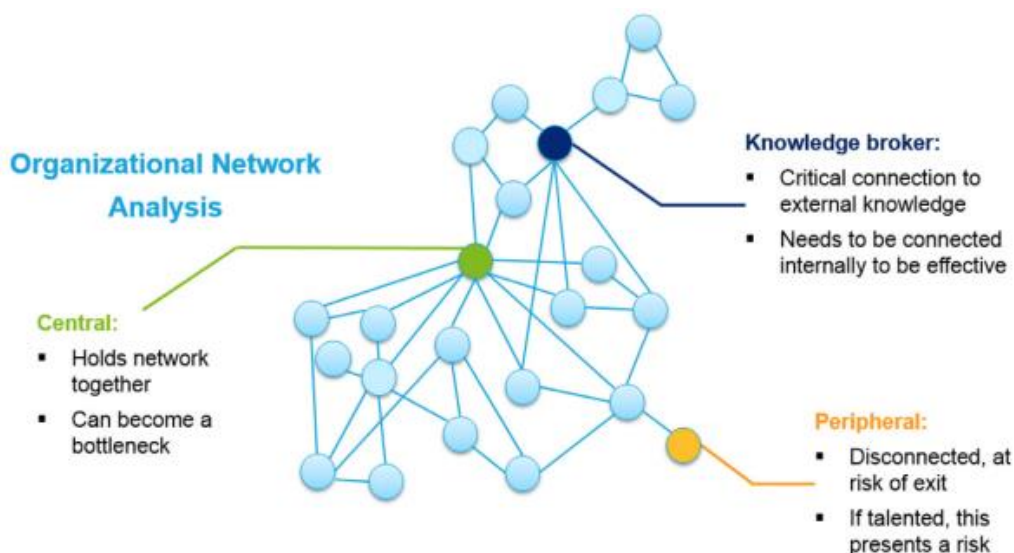 Organizational Network
Analysis
Knowledge broker:
▪ Critical connection to
external knowledge
▪ Needs to be connected
internally to be effective
Central:
▪ Holds network
together
▪ Can become a
bottleneck
Peripheral:
▪ Disconnected, at
risk of exit
▪ If talented, this
presents a risk